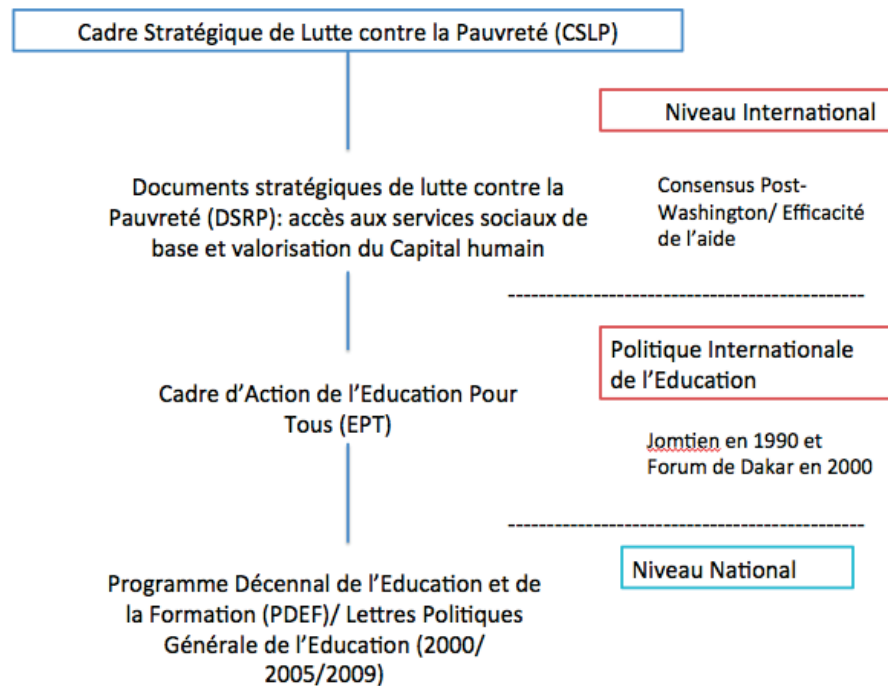 Cadre Stratégique de Lutte contre la Pauvreté (CSLP)
Niveau International
Documents stratégiques de lutte contre la
Pauvreté (DSRP): accès aux services sociaux de
base et valorisation du Capital humain
Consensus Post-
Washington/ Efficacité
de l’aide
Politique Internationale
de l’Education
Cadre d’Action de l’Education Pour
Tous (EPT)
Jomtien en 1990 et
Forum de Dakar en 2000
Niveau National
Programme Décennal de l’Education et de
la Formation (PDEF)/ Lettres Politiques
Générale de l’Education (2000/
2005/2009)